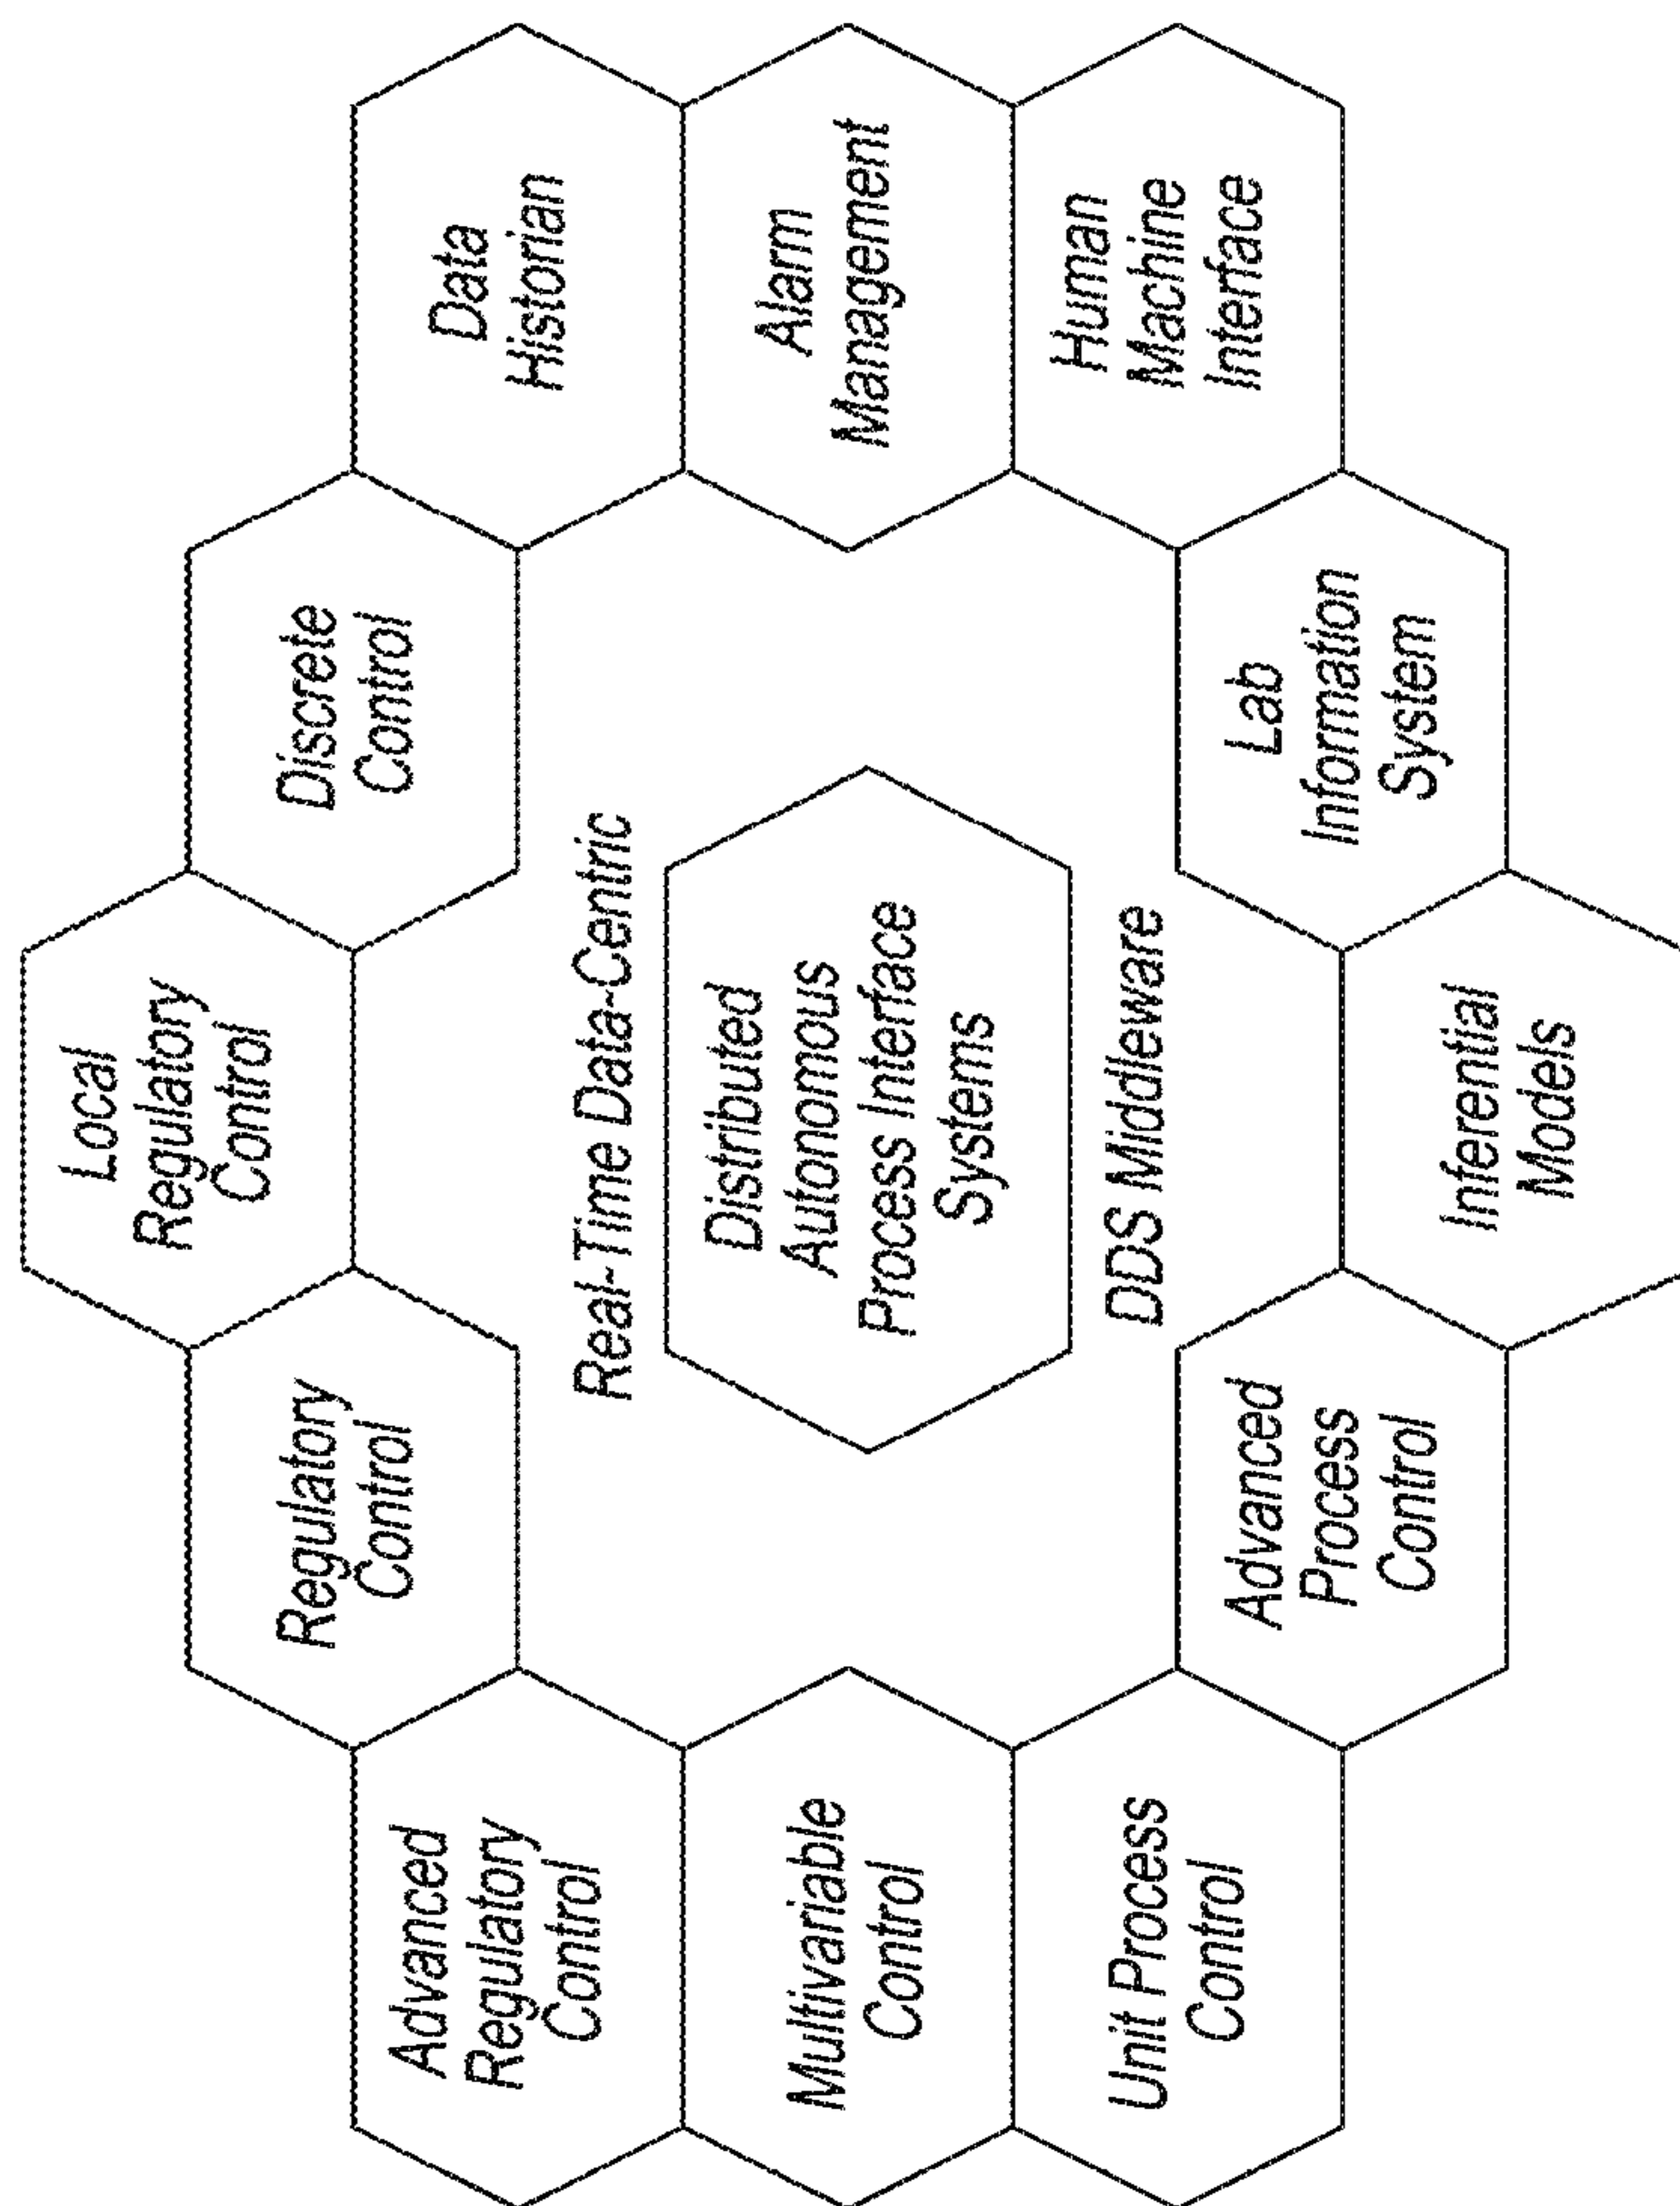 Local
Regulatory
Control
Regulatory
Control
Discrete
Control
Advanced
Regulatory
Control
Data
Historian
Real-Time Data-Centric
Multivariable
Control
Distributed
Autonomous
Process Interface
Systems
Alarm
Management
DDS Middleware
Unit Process
Control
Human
Machine
Interface
Advanced
Process
Control
Lab
Information
System
Inferential
Models